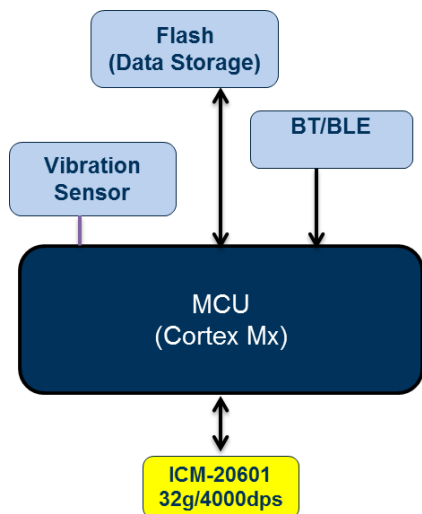 Flash
(Data Storage)
BT/BLE
Vibration
Sensor
MCU
(Cortex Mx)
ICM-20601
32g/4000dps